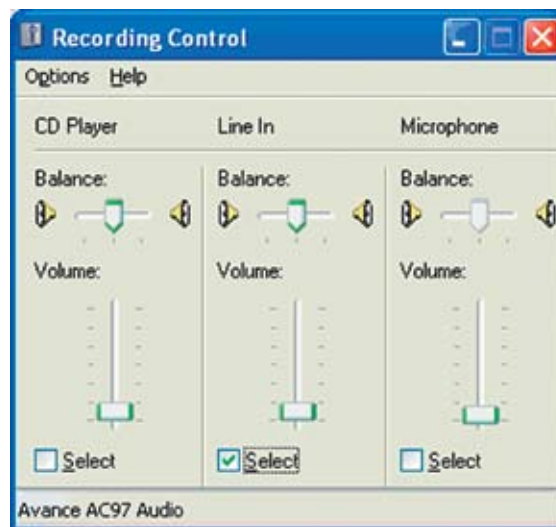 Recording Control
Options Help
CD Player Line In Microphone
Balance: Balance: Balance:
Volume: Volume: Volume:
Select Select Select
Avance AC97 Audio